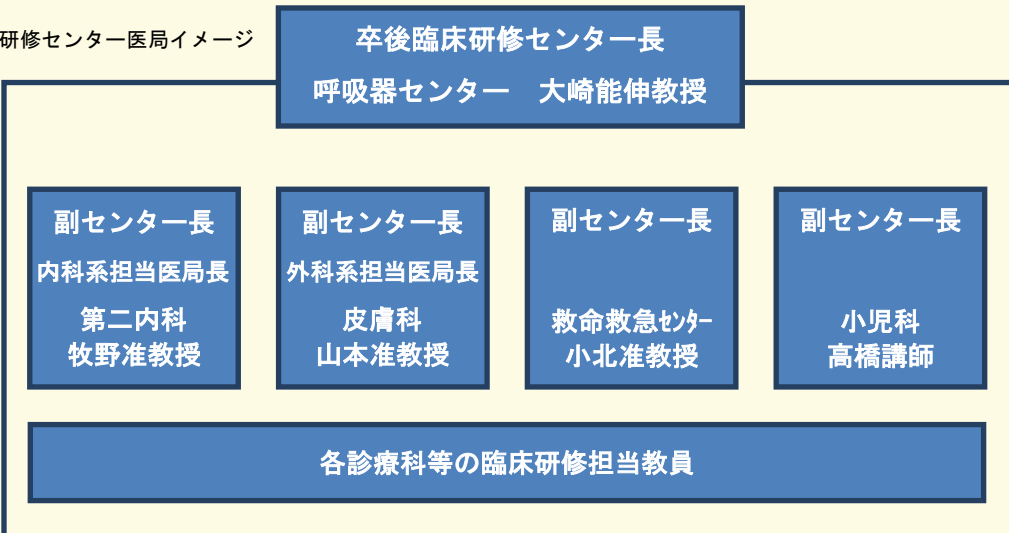 研修センター医局イメージ
卒後臨床研修センター長
呼吸器センター　大崎能伸教授
副センター長
内科系担当医局長
第二内科
牧野准教授
副センター長
外科系担当医局長
皮膚科
山本准教授
副センター長
救命救急ｾﾝﾀｰ
小北准教授
副センター長
小児科
高橋講師
各診療科等の臨床研修担当教員